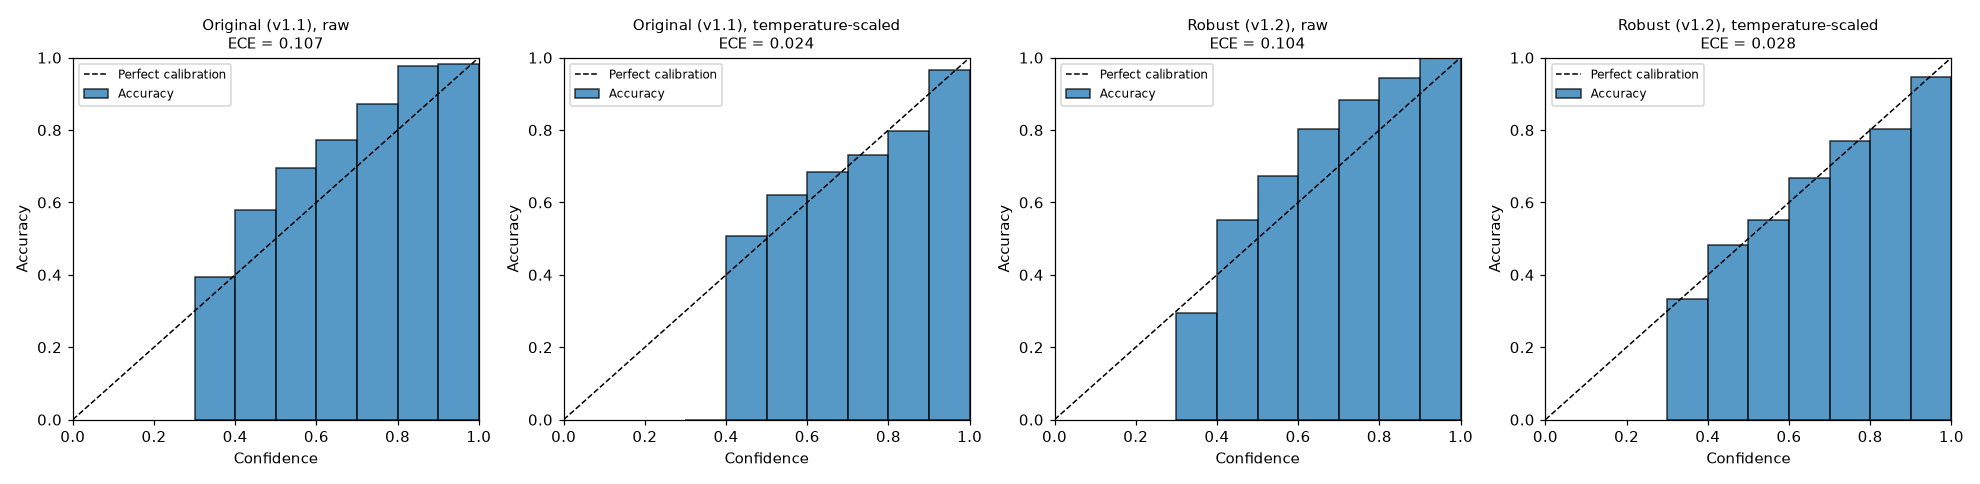 Original (v1.1), raw
ECE = 0.107
Perfect calibration
Accuracy
1.0
0.8
0.6
0.4
0.2
0.0
Accuracy
0.0 0.2 0.4 0.6 0.8 1.0
Confidence
Original (v1.1), temperature-scaled
ECE = 0.024
Perfect calibration
Accuracy
1.0
0.8
0.6
0.4
0.2
0.0
Accuracy
0.0 0.2 0.4 0.6 0.8 1.0
Confidence
Robust (v1.2), raw
ECE = 0.104
Perfect calibration
Accuracy
1.0
0.8
0.6
0.4
0.2
0.0
Accuracy
0.0 0.2 0.4 0.6 0.8 1.0
Confidence
Robust (v1.2), temperature-scaled
ECE = 0.028
Perfect calibration
Accuracy
1.0
0.8
0.6
0.4
0.2
0.0
Accuracy
0.0 0.2 0.4 0.6 0.8 1.0
Confidence